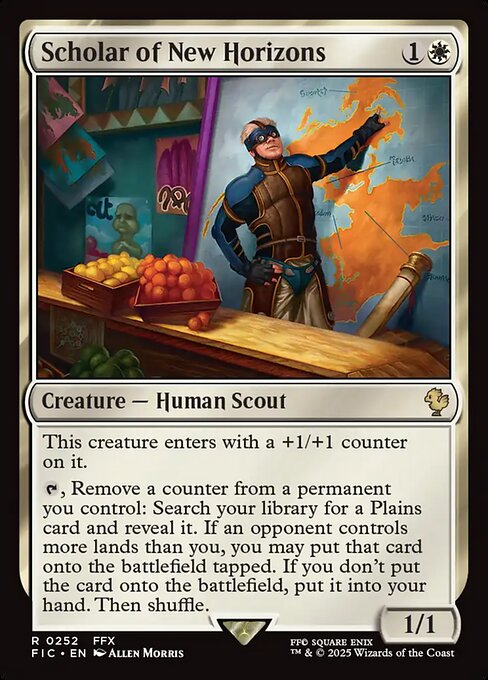 Scholar of New Horizons 1
Creature — Human Scout
This creature enters with a +1/+1 counter
on it.
, Remove a counter from a permanent
you control: Search your library for a Plains
card and reveal it. If an opponent controls
more lands than you, you may put that card
onto the battlefield tapped. If you don't put
the card onto the battlefield, put it into your
hand. Then shuffle.
1/1
R 0252 FFX
FIC • EN ALLEN MORRIS
FF© SQUARE ENIX
™ & © 2025 Wizards of the Coast